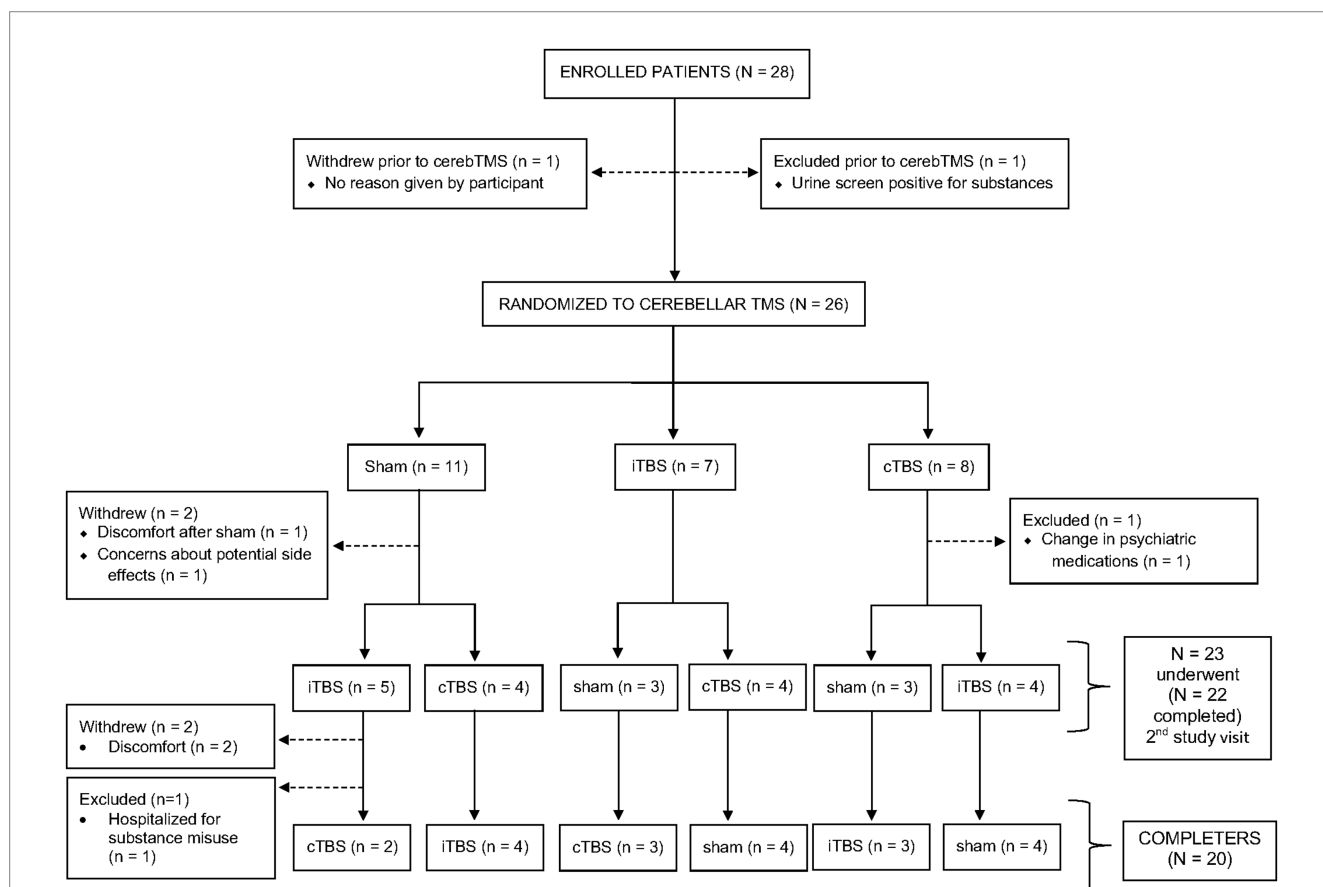 ENROLLED PATIENTS (N = 28)
Withdrew prior to cerebTMS (n = 1)
⬥ No reason given by participant
Excluded prior to cerebTMS (n = 1)
⬥ Urine screen positive for substances
RANDOMIZED TO CEREBELLAR TMS (N = 26)
Sham (n = 11)
iTBS (n = 7)
cTBS (n = 8)
Withdrew (n = 2)
⬥ Discomfort after sham (n = 1)
⬥ Concerns about potential side
effects (n = 1)
Excluded (n = 1)
⬥ Change in psychiatric
medications (n = 1)
iTBS (n = 5)
cTBS (n = 4)
sham (n = 3)
cTBS (n = 4)
sham (n = 3)
iTBS (n = 4)
N = 23
underwent
(N = 22
completed)
2nd study visit
Withdrew (n = 2)
• Discomfort (n = 2)
Excluded (n=1)
• Hospitalized for
substance misuse
(n = 1)
cTBS (n = 2)
iTBS (n = 4)
cTBS (n = 3)
sham (n = 4)
iTBS (n = 3)
sham (n = 4)
COMPLETERS
(N = 20)